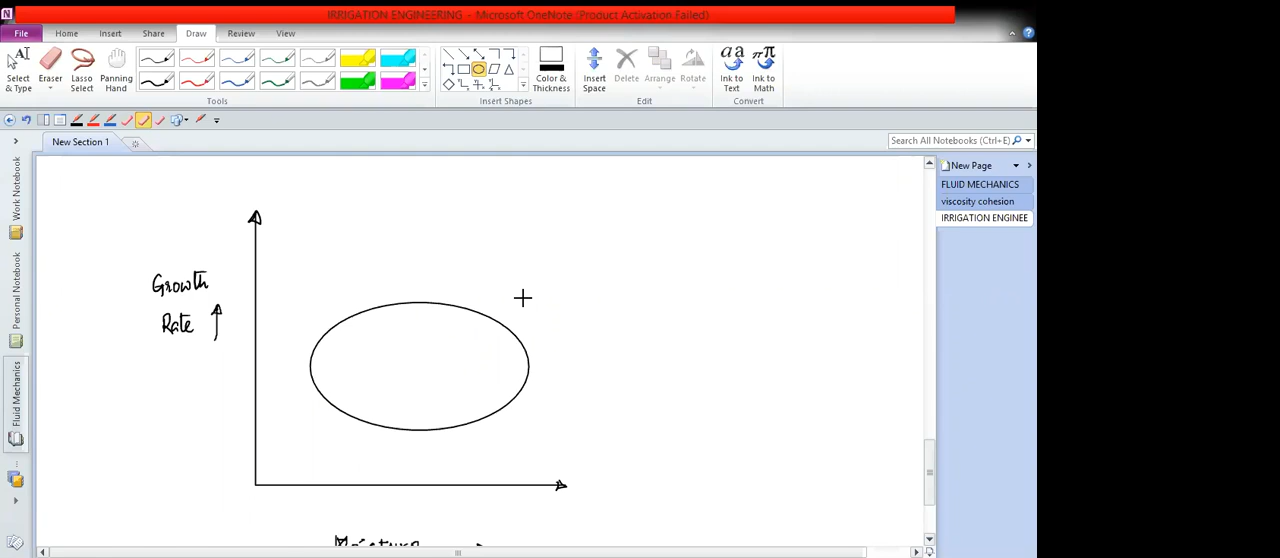 IRRIGATION ENGINEERING - Microsoft OneNote (Product Activation Failed)
File Home Insert Share Draw Review View
Select & Type
Eraser
Lasso Select
Panning Hand
Color & Thickness
Insert Space
Delete
Arrange
Rotate
Ink to Text
Ink to Math
Tools
Insert Shapes
Edit
Convert
New Section 1
Search All Notebooks (Ctrl+E)
New Page
FLUID MECHANICS
viscosity cohesion
IRRIGATION ENGINEE
Work Notebook
Personal Notebook
Fluid Mechanics
Growth
Rate
Moisture